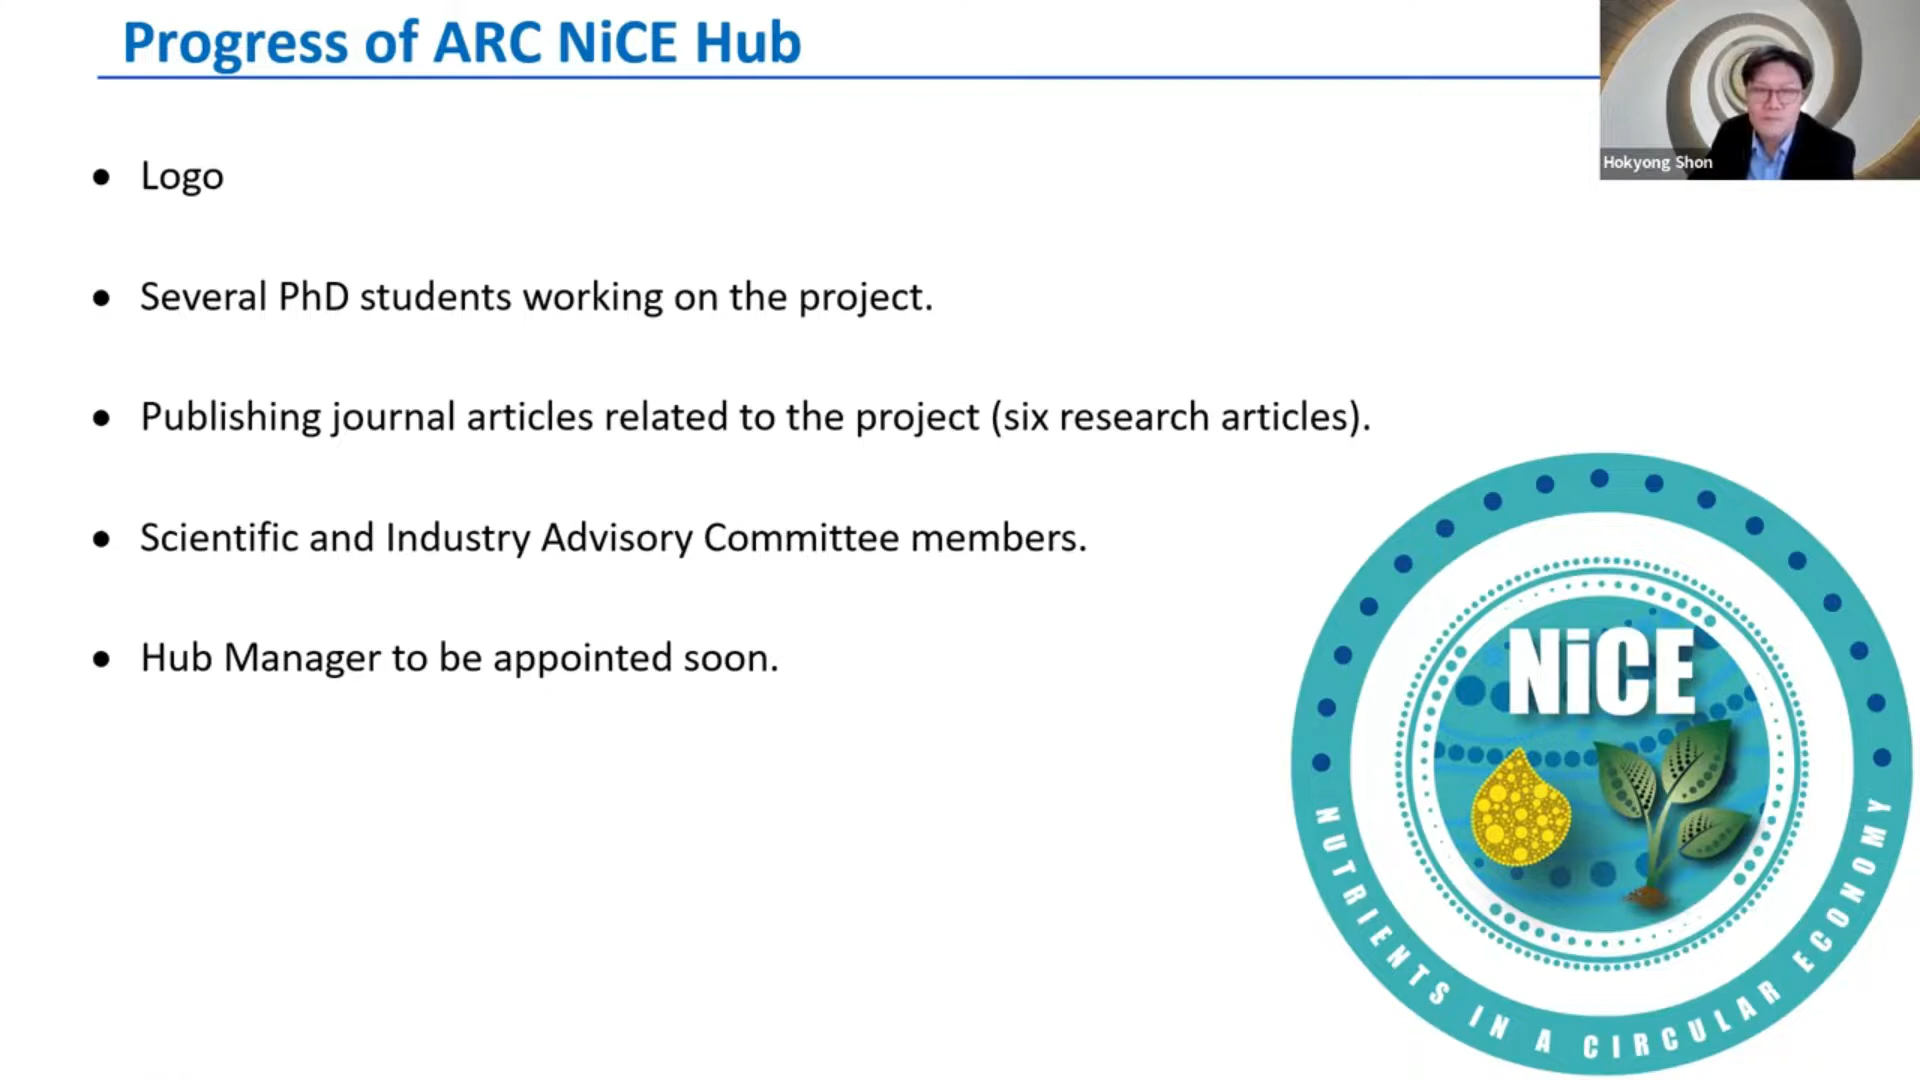 Progress of ARC NiCE Hub
Hokyong Shon
• Logo
• Several PhD students working on the project.
• Publishing journal articles related to the project (six research articles).
• Scientific and Industry Advisory Committee members.
• Hub Manager to be appointed soon.
NiCE
NUTRIENTS IN A CIRCULAR ECONOMY